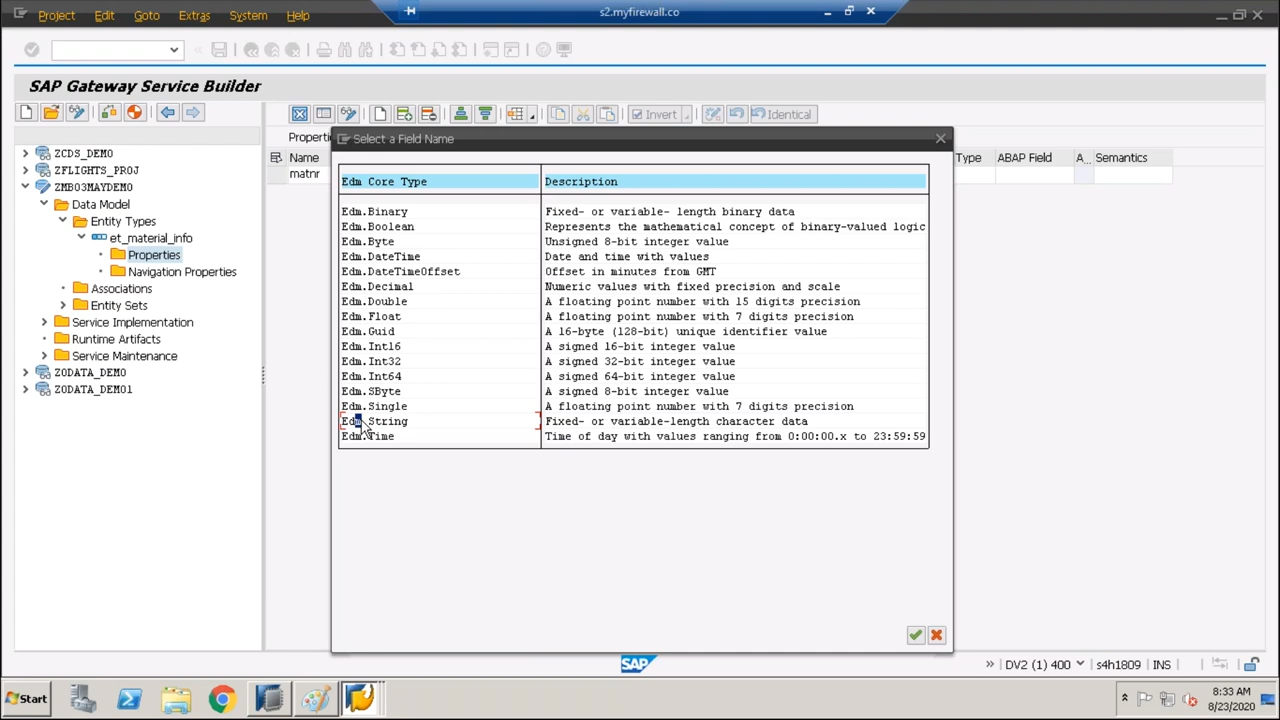 Project Edit Goto Extras System Help
s2.myfirewall.co
SAP Gateway Service Builder
Invert
Identical
ZCDS_DEMO
ZFLIGHTS_PROJ
ZMB03MAYDEMO
Data Model
Entity Types
et_material_info
Properties
Navigation Properties
Associations
Entity Sets
Service Implementation
Runtime Artifacts
Service Maintenance
ZODATA_DEMO
ZODATA_DEMO1
Properti
Name
matnr
Type ABAP Field A... Semantics
Select a Field Name
Edm Core Type Description
Edm.Binary Fixed- or variable- length binary data
Edm.Boolean Represents the mathematical concept of binary-valued logic
Edm.Byte Unsigned 8-bit integer value
Edm.DateTime Date and time with values
Edm.DateTimeOffset Offset in minutes from GMT
Edm.Decimal Numeric values with fixed precision and scale
Edm.Double A floating point number with 15 digits precision
Edm.Float A floating point number with 7 digits precision
Edm.Guid A 16-byte (128-bit) unique identifier value
Edm.Int16 A signed 16-bit integer value
Edm.Int32 A signed 32-bit integer value
Edm.Int64 A signed 64-bit integer value
Edm.SByte A signed 8-bit integer value
Edm.Single A floating point number with 7 digits precision
Edm.String Fixed- or variable-length character data
Edm.Time Time of day with values ranging from 0:00:00.x to 23:59:59
SAP
DV2 (1) 400 s4h1809 INS
Start
8:33 AM
8/23/2020